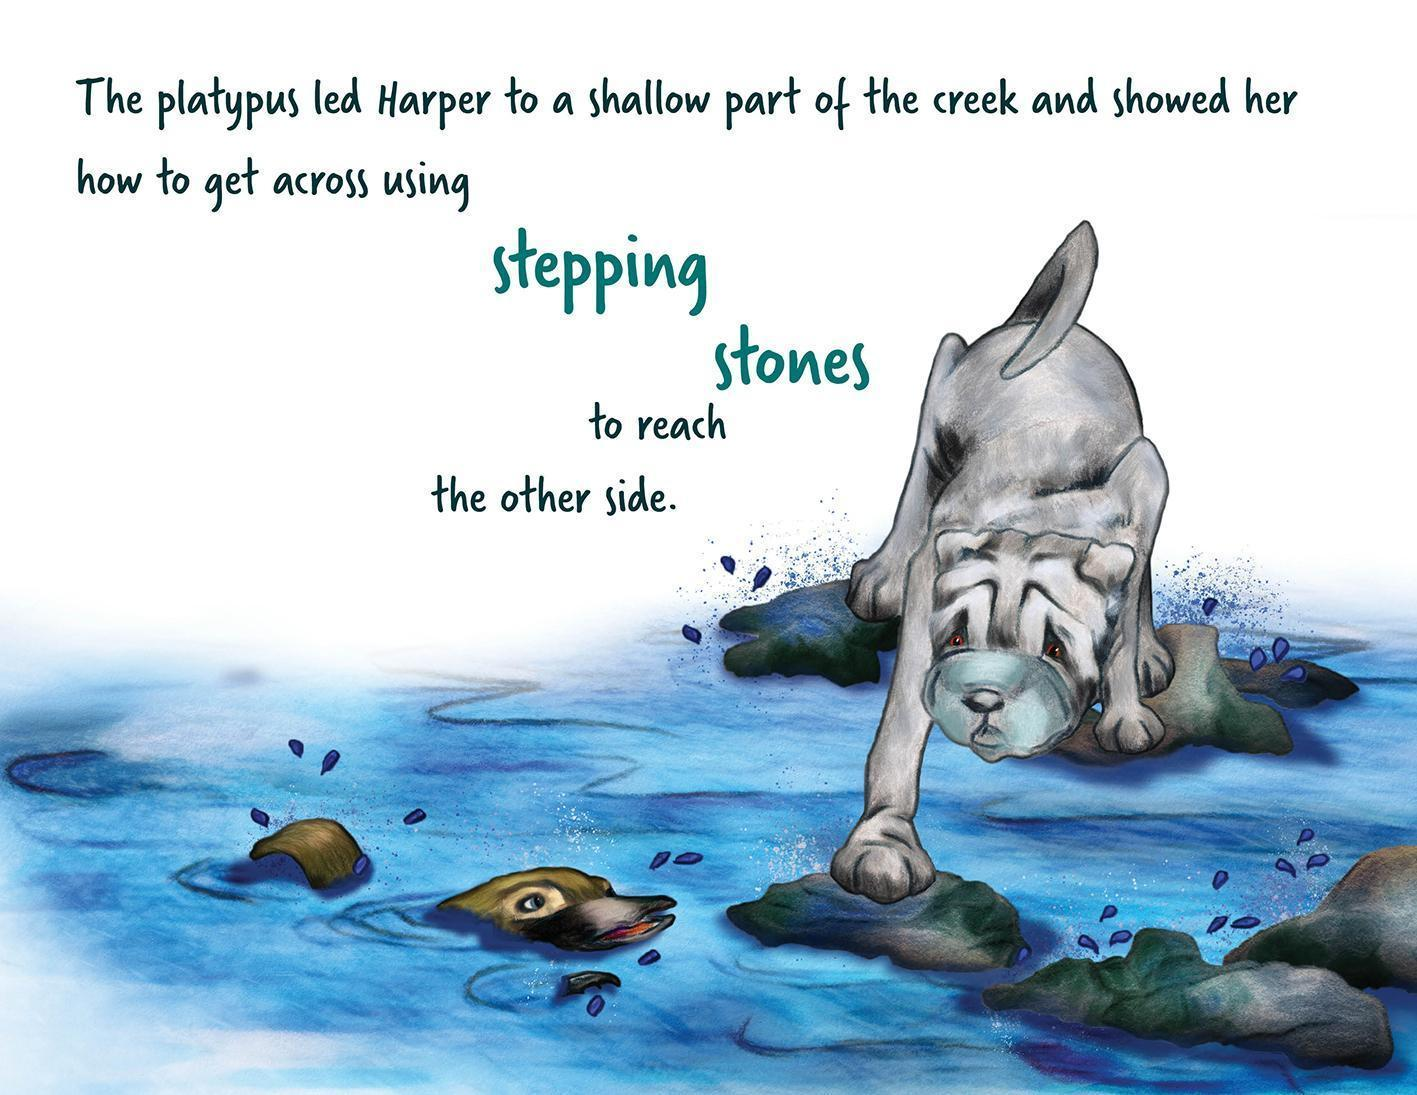 The platypus led Harper to a shallow part of the creek and showed her
how to get across using
stepping
stones
to reach
the other side.